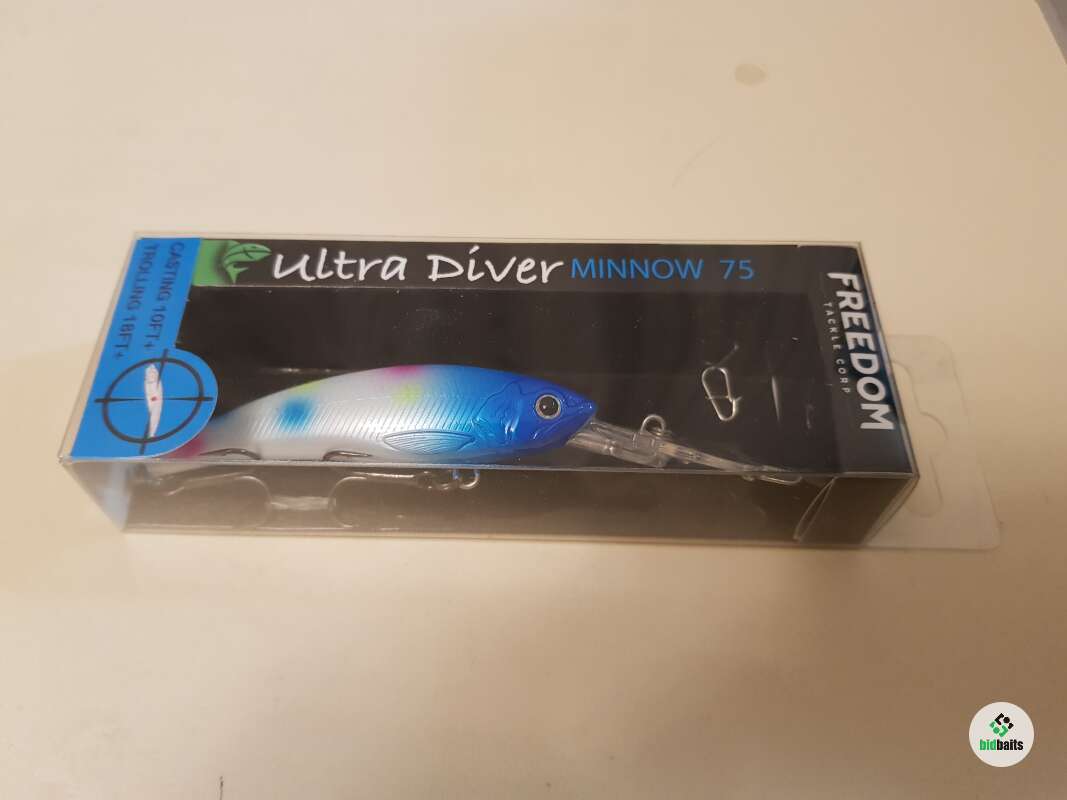 Ultra Diver MINNOW 75
CASTING 10FT+
TROLLING 18FT+
FREEDOM
TACKLE CORP
bidbaits